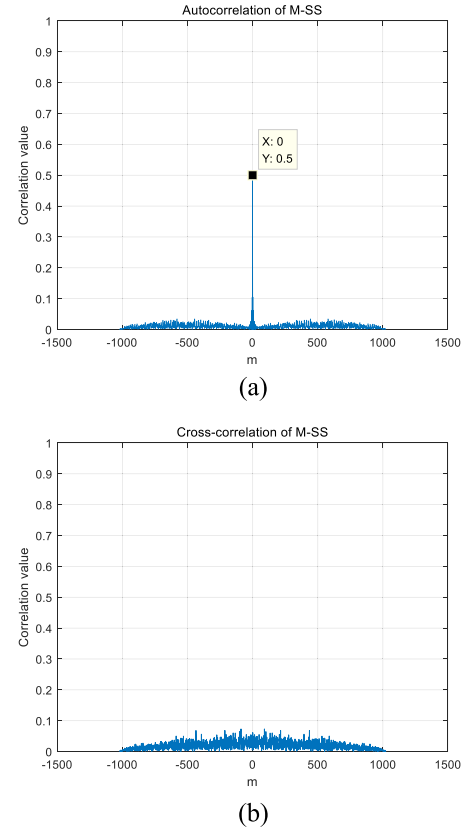 Autocorrelation of M-SS
1
0.9
0.8
0.7
0.6
0.5
0.4
0.3
0.2
0.1
0
Correlation value
X: 0
Y: 0.5
-1500 -1000 -500 0 500 1000 1500
m
(a)
Cross-correlation of M-SS
1
0.9
0.8
0.7
0.6
0.5
0.4
0.3
0.2
0.1
0
Correlation value
-1500 -1000 -500 0 500 1000 1500
m
(b)